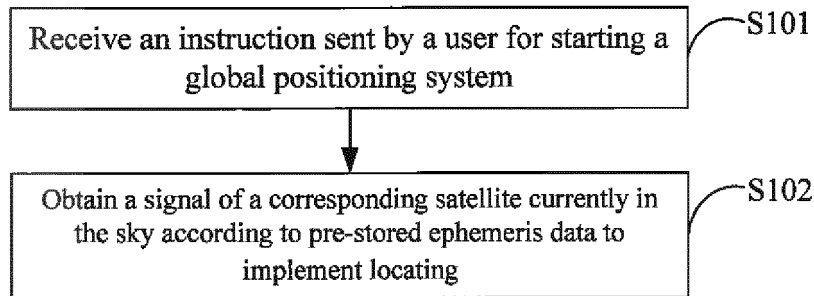 Receive an instruction sent by a user for starting a
global positioning system
S101
Obtain a signal of a corresponding satellite currently in
the sky according to pre-stored ephemeris data to
implement locating
S102